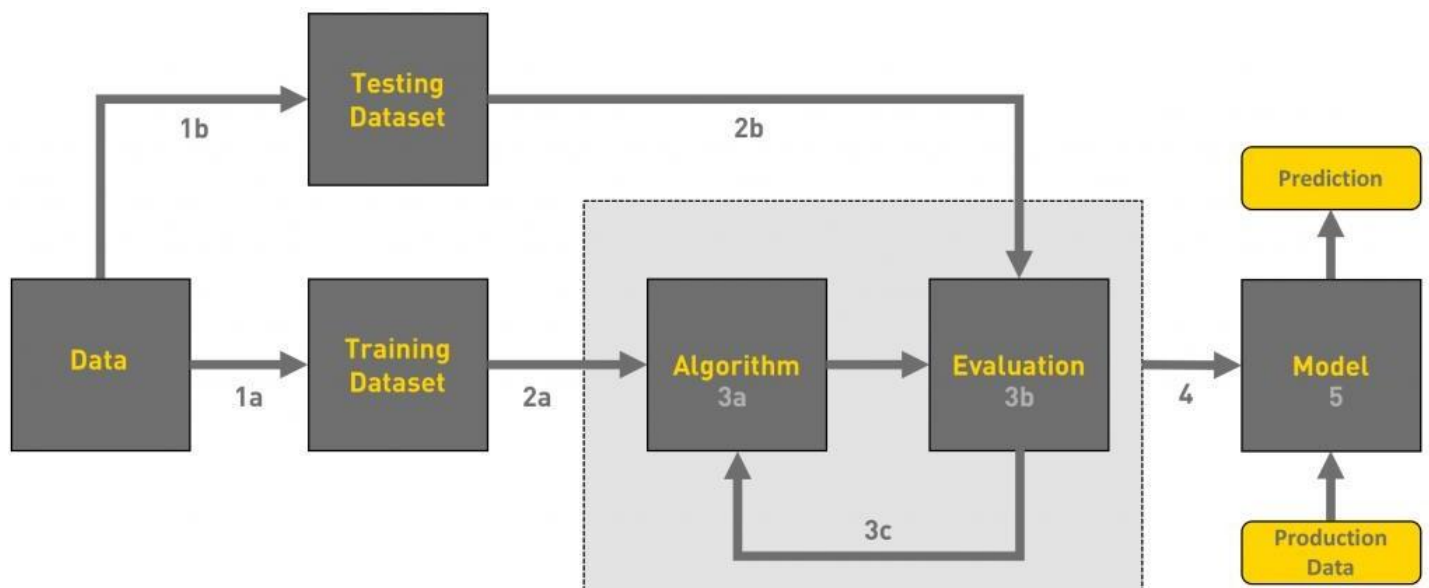 Testing
Dataset
1b
2b
Prediction
Data
Training
Dataset
Algorithm
3a
Evaluation
3b
Model
5
1a
2a
4
3c
Production
Data